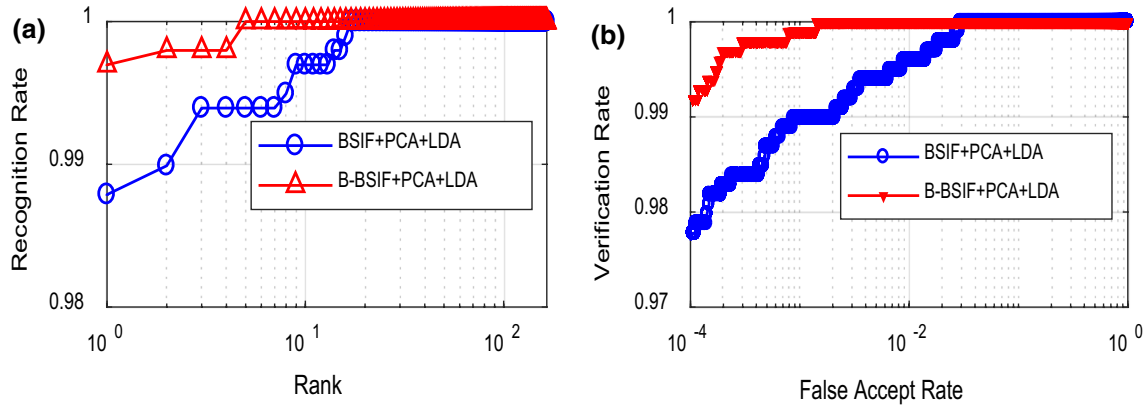 (a)
Recognition Rate
1
0.99
0.98
BSIF+PCA+LDA
B-BSIF+PCA+LDA
10^0
10^1
10^2
Rank
(b)
Verification Rate
1
0.99
0.98
0.97
BSIF+PCA+LDA
B-BSIF+PCA+LDA
10^-4
10^-2
10^0
False Accept Rate